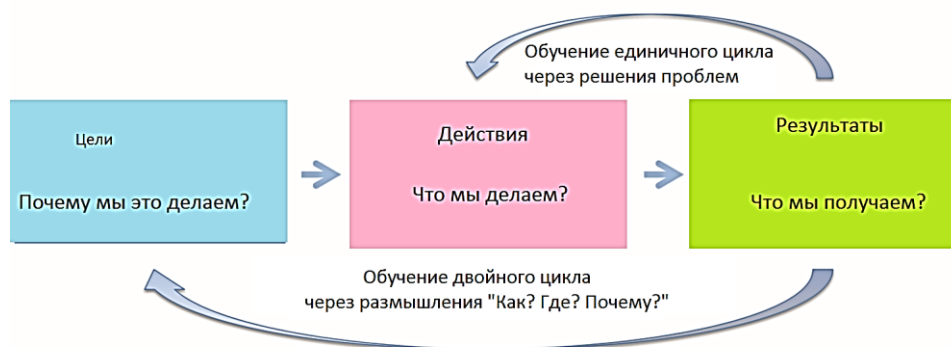 Обучение единичного цикла
через решения проблем
Цели
Почему мы это делаем?
Действия
Что мы делаем?
Результаты
Что мы получаем?
Обучение двойного цикла
через размышления "Как? Где? Почему?"